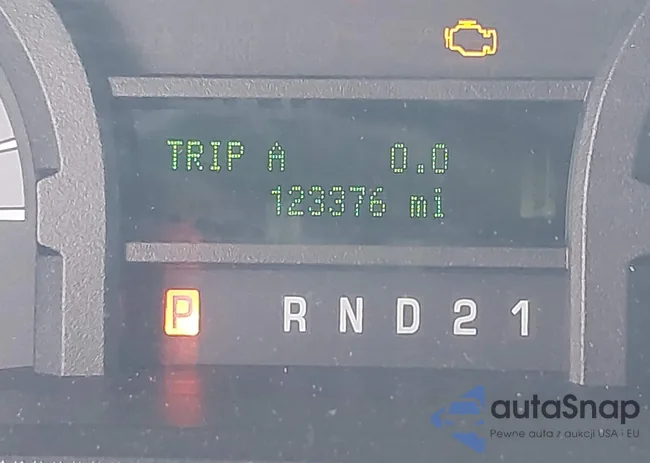 TRIP A 0.0
123376 mi
P R N D 2 1
autaSnap
Pewne auta z aukcji USA i EU